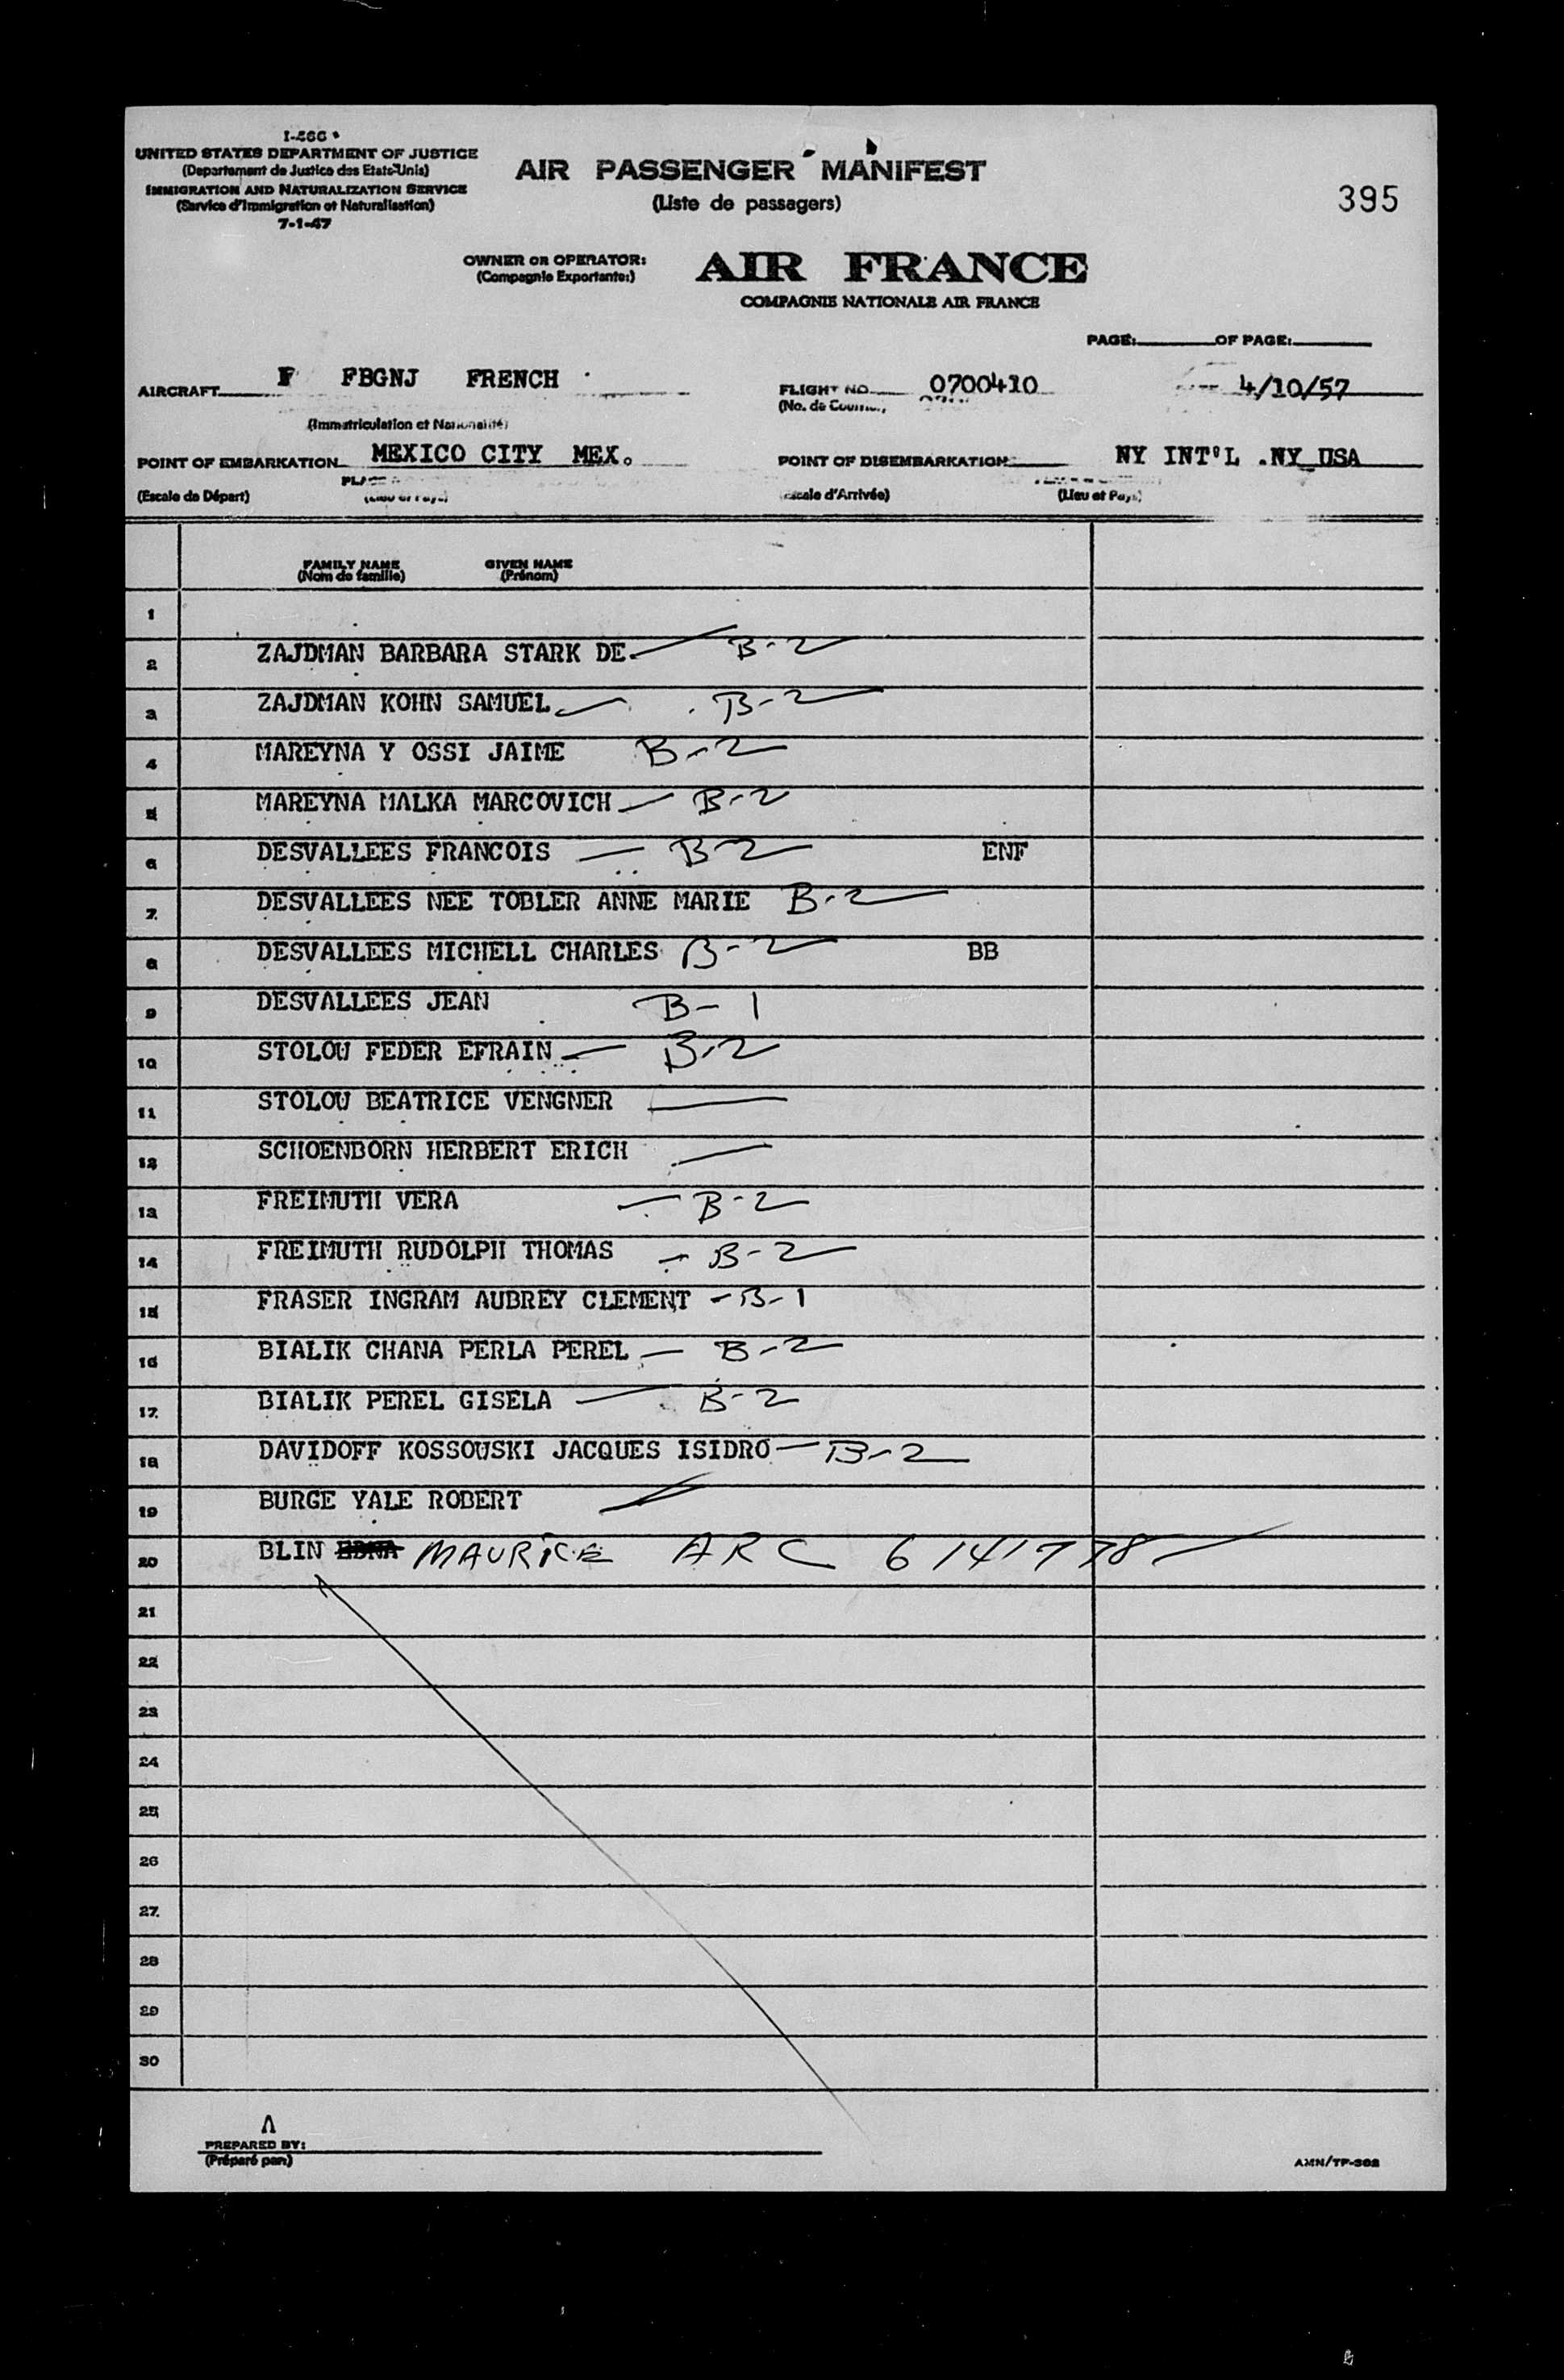 I-466
UNITED STATES DEPARTMENT OF JUSTICE
(Departement de Justice des Etats-Unis)
IMMIGRATION AND NATURALIZATION SERVICE
(Service d'Immigration et Naturalisation)
7-1-47
AIR PASSENGER MANIFEST
(Liste de passagers)
395
OWNER OR OPERATOR: AIR FRANCE
(Compagnie Exportante:)
COMPAGNIE NATIONALE AIR FRANCE
PAGE: OF PAGE:
AIRCRAFT F FBGNJ FRENCH FLIGHT NO. 0700410 4/10/57
(Immatriculation et Nationalité) (No. de
POINT OF EMBARKATION MEXICO CITY MEX. POINT OF DISEMBARKATION NY INT'L .NY USA
(Escale de Départ) (Escale d'Arrivée) (Lieu et Pays)
FAMILY NAME GIVEN NAME
(Nom de famille) (Prénom)
1
2 ZAJDMAN BARBARA STARK DE B-2
3 ZAJDMAN KOHN SAMUEL B-2
4 MAREYNA Y OSSI JAIME B-2
5 MAREYNA MALKA MARCOVICH B-2
6 DESVALLEES FRANCOIS B-2 ENF
7 DESVALLEES NEE TOBLER ANNE MARIE B-2
8 DESVALLEES MICHELL CHARLES B-2 BB
9 DESVALLEES JEAN B-1
10 STOLOW FEDER EFRAIN B-2
11 STOLOW BEATRICE VENGNER
12 SCHOENBORN HERBERT ERICH
13 FREIMUTH VERA B-2
14 FREIMUTH RUDOLPH THOMAS B-2
15 FRASER INGRAM AUBREY CLEMENT B-1
16 BIALIK CHANA PERLA PEREL B-2
17 BIALIK PEREL GISELA B-2
18 DAVIDOFF KOSSOWSKI JACQUES ISIDRO B-2
19 BURGE YALE ROBERT
20 BLIN EDNA MAURICE ARC 6141778
21
22
23
24
25
26
27
28
29
30
PREPARED BY:
(Préparé par:)
AMN/TP-302